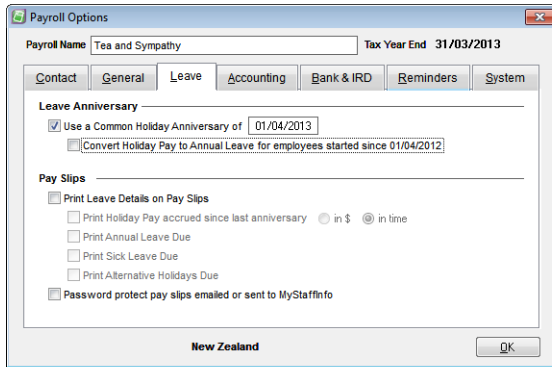 Payroll Options
Payroll Name Tea and Sympathy Tax Year End 31/03/2013
Contact General Leave Accounting Bank & IRD Reminders System
Leave Anniversary
Use a Common Holiday Anniversary of 01/04/2013
Convert Holiday Pay to Annual Leave for employees started since 01/04/2012
Pay Slips
Print Leave Details on Pay Slips
Print Holiday Pay accrued since last anniversary in $ in time
Print Annual Leave Due
Print Sick Leave Due
Print Alternative Holidays Due
Password protect pay slips emailed or sent to MyStaffInfo
New Zealand OK